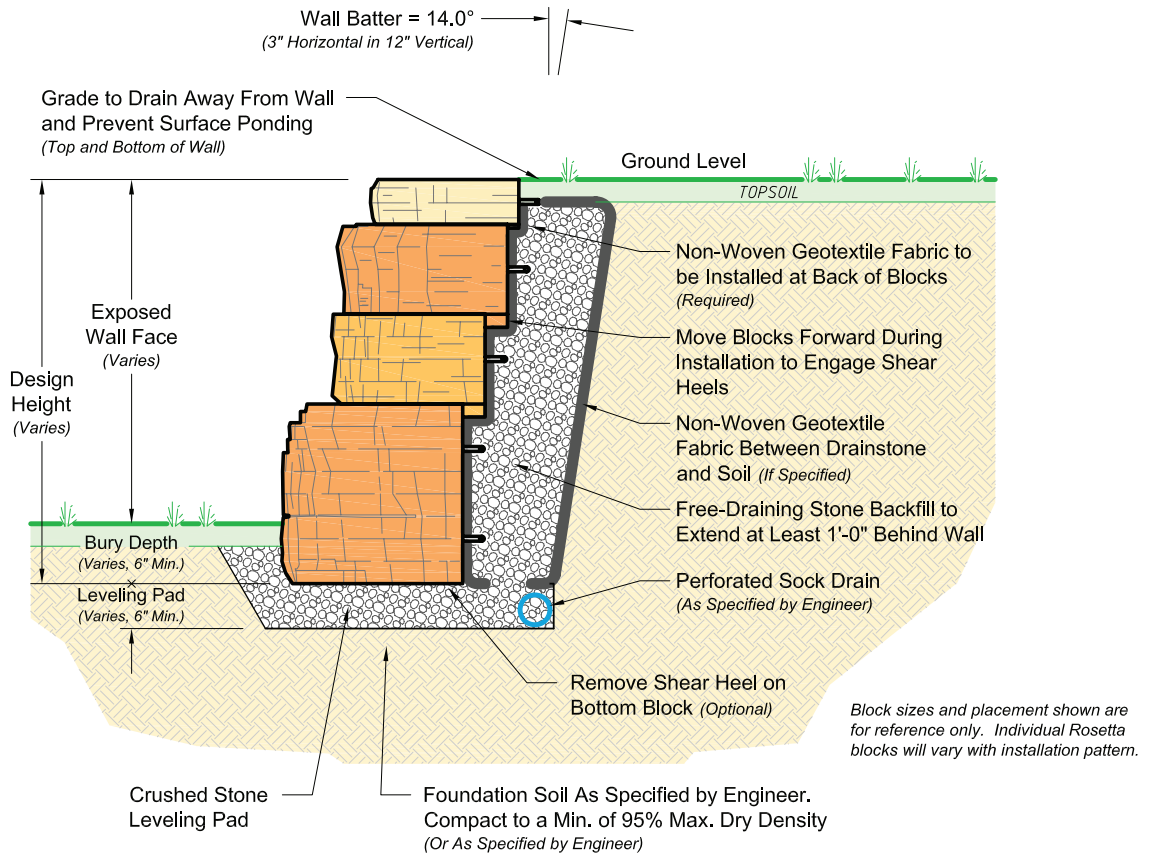 Wall Batter = 14.0°
(3" Horizontal in 12" Vertical)
Grade to Drain Away From Wall
and Prevent Surface Ponding
(Top and Bottom of Wall)
Ground Level
TOPSOIL
Non-Woven Geotextile Fabric to
be Installed at Back of Blocks
(Required)
Exposed
Wall Face
(Varies)
Move Blocks Forward During
Installation to Engage Shear
Heels
Design
Height
(Varies)
Non-Woven Geotextile
Fabric Between Drainstone
and Soil (If Specified)
Free-Draining Stone Backfill to
Extend at Least 1'-0" Behind Wall
Bury Depth
(Varies, 6" Min.)
Leveling Pad
(Varies, 6" Min.)
Perforated Sock Drain
(As Specified by Engineer)
Remove Shear Heel on
Bottom Block (Optional)
Block sizes and placement shown are
for reference only. Individual Rosetta
blocks will vary with installation pattern.
Crushed Stone
Leveling Pad
Foundation Soil As Specified by Engineer.
Compact to a Min. of 95% Max. Dry Density
(Or As Specified by Engineer)